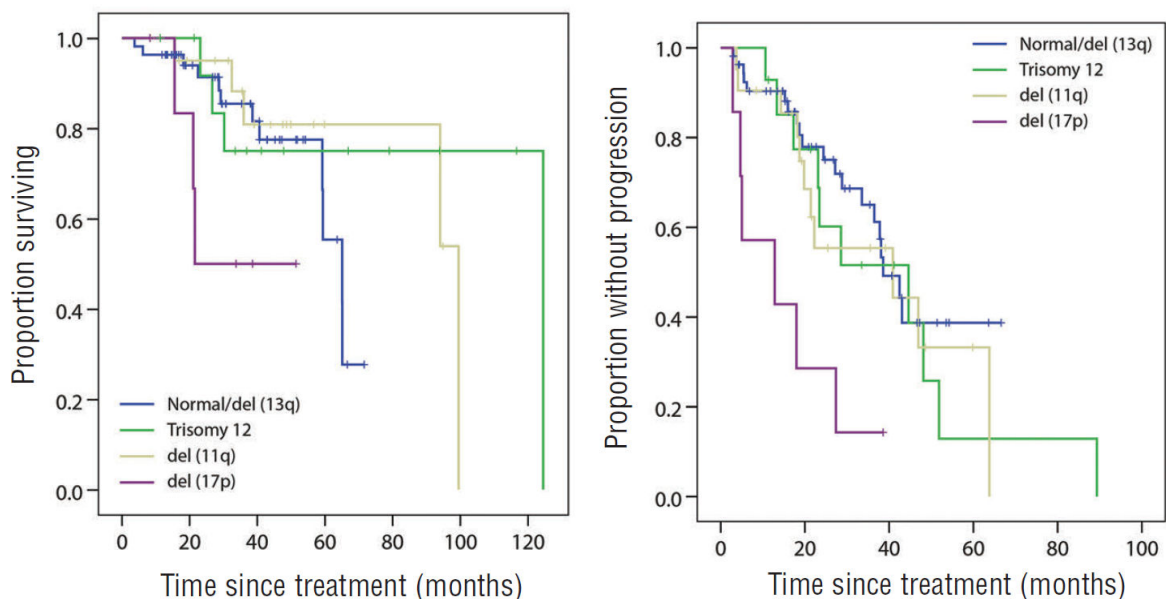 Proportion surviving
1.0
0.8
0.6
0.4
0.2
0.0
Normal/del (13q)
Trisomy 12
del (11q)
del (17p)
0 20 40 60 80 100 120
Time since treatment (months)
Proportion without progression
1.0
0.8
0.6
0.4
0.2
0.0
Normal/del (13q)
Trisomy 12
del (11q)
del (17p)
0 20 40 60 80 100
Time since treatment (months)